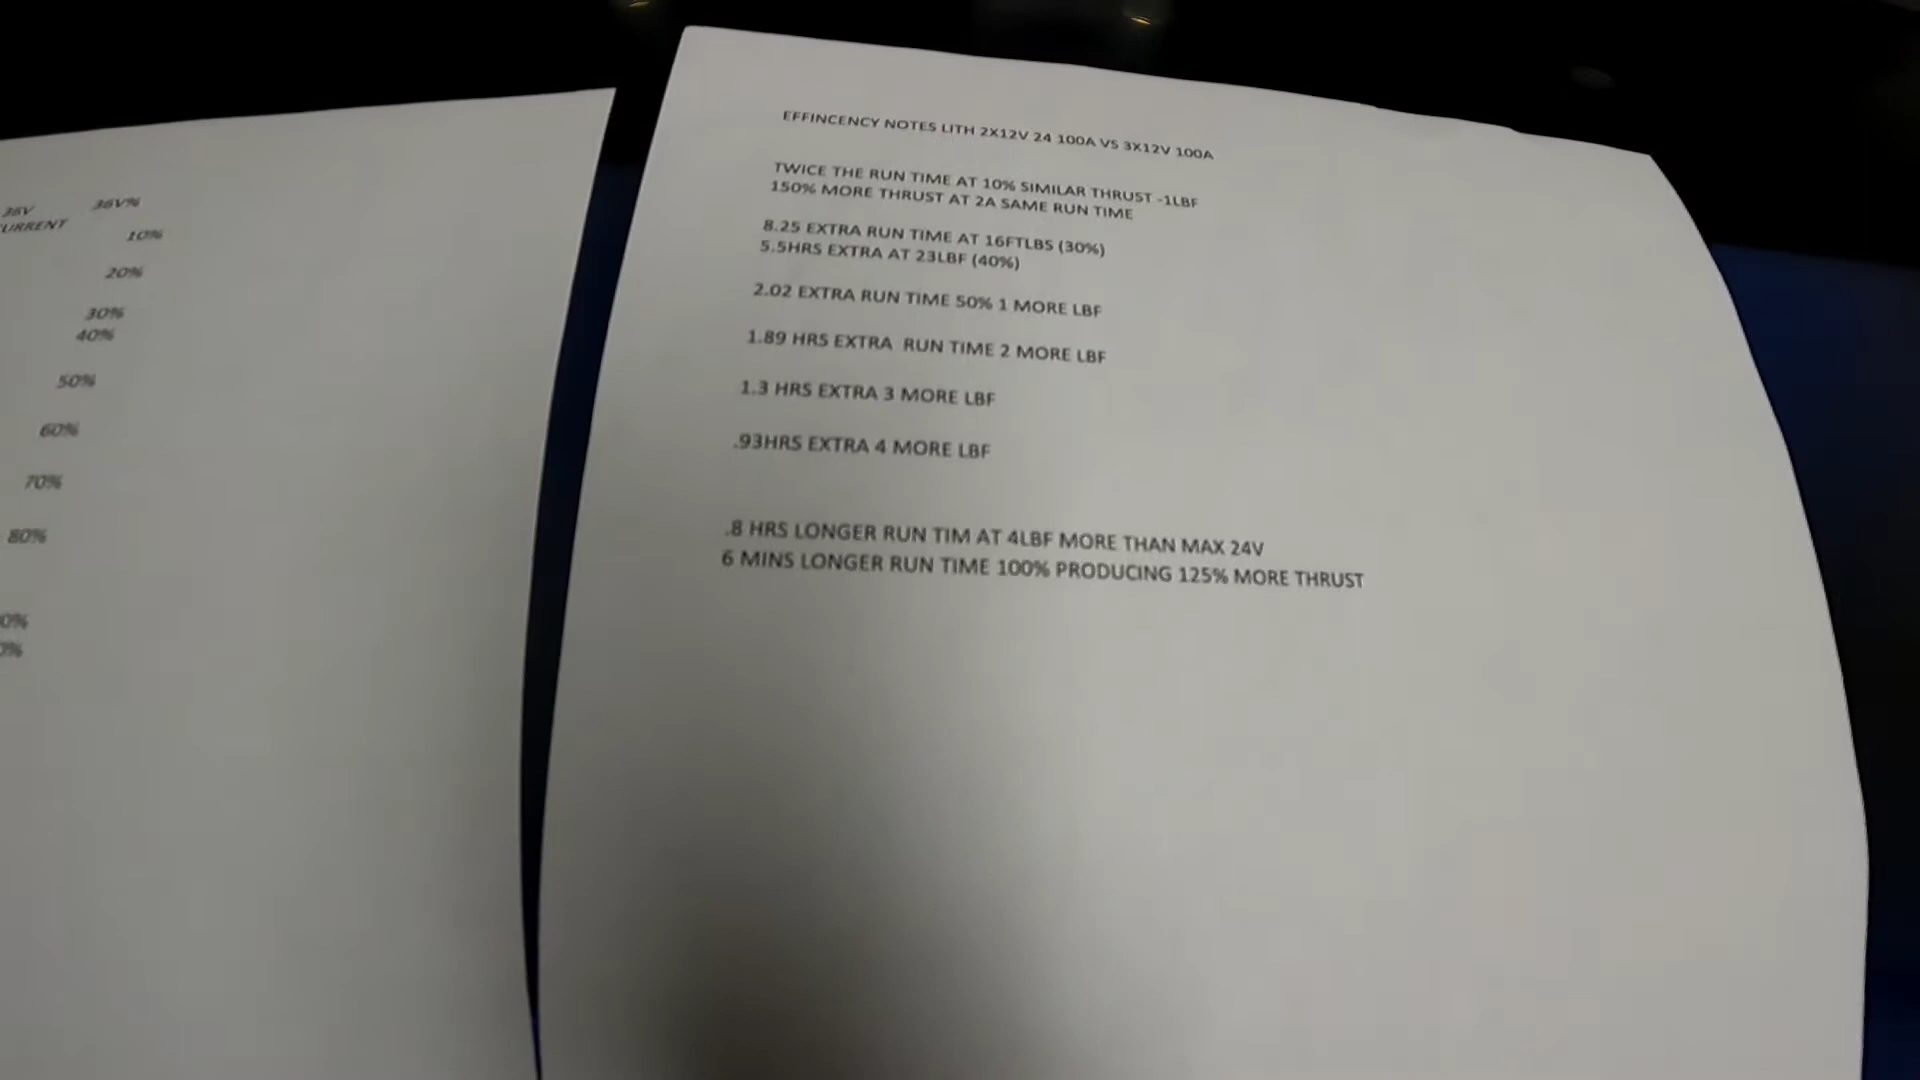 36V
CURRENT
36V%
10%
20%
30%
40%
50%
60%
70%
80%
0%
0%
EFFINCENCY NOTES LITH 2X12V 24 100A VS 3X12V 100A
TWICE THE RUN TIME AT 10% SIMILAR THRUST -1LBF
150% MORE THRUST AT 2A SAME RUN TIME
8.25 EXTRA RUN TIME AT 16FTLBS (30%)
5.5HRS EXTRA AT 23LBF (40%)
2.02 EXTRA RUN TIME 50% 1 MORE LBF
1.89 HRS EXTRA RUN TIME 2 MORE LBF
1.3 HRS EXTRA 3 MORE LBF
.93HRS EXTRA 4 MORE LBF
.8 HRS LONGER RUN TIM AT 4LBF MORE THAN MAX 24V
6 MINS LONGER RUN TIME 100% PRODUCING 125% MORE THRUST